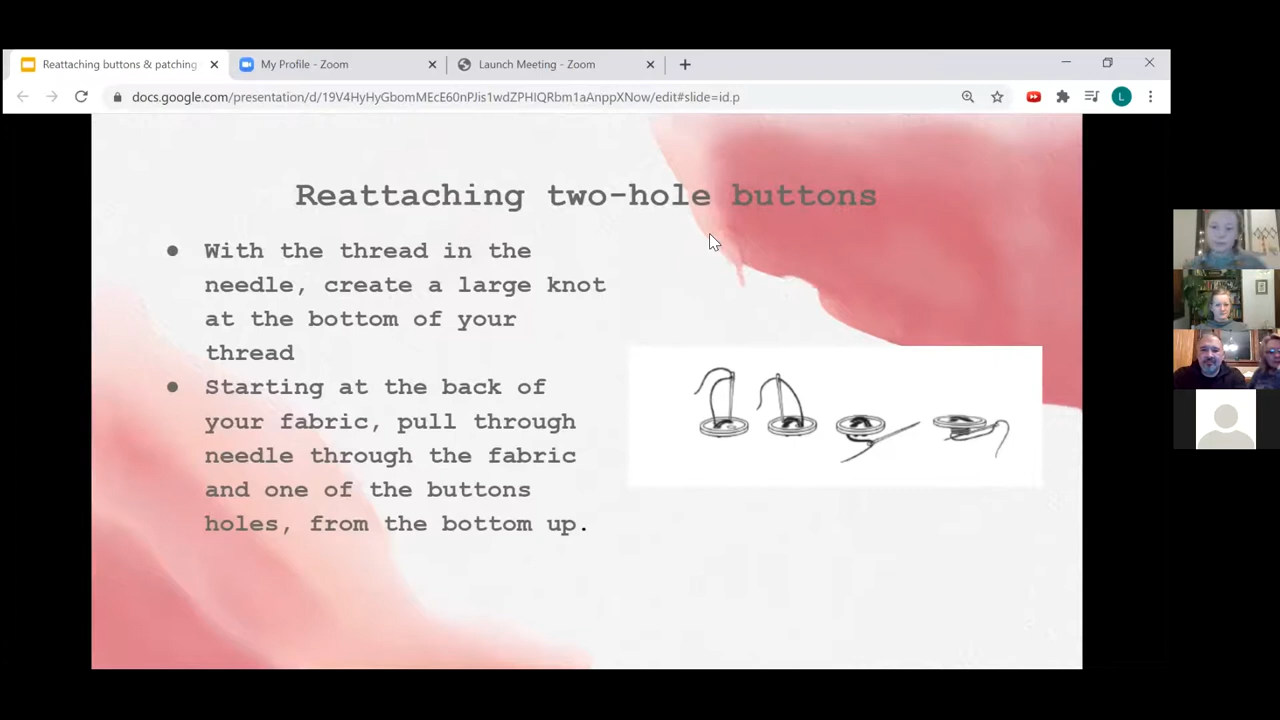 Reattaching buttons & patching
My Profile - Zoom
Launch Meeting - Zoom
docs.google.com/presentation/d/19V4HyHyGbomMEcE60nPJis1wdZPHIQRbm1aAnppXNow/edit#slide=id.p
L
Reattaching two-hole buttons
● With the thread in the
needle, create a large knot
at the bottom of your
thread
● Starting at the back of
your fabric, pull through
needle through the fabric
and one of the buttons
holes, from the bottom up.